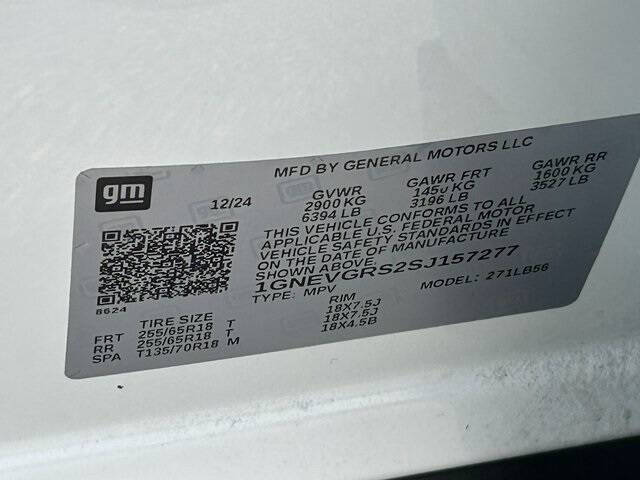 MFD BY GENERAL MOTORS LLC
gm
12/24 GVWR GAWR FRT GAWR RR
2900 KG 1450 KG 1600 KG
6394 LB 3196 LB 3527 LB
THIS VEHICLE CONFORMS TO ALL
APPLICABLE U.S. FEDERAL MOTOR
VEHICLE SAFETY STANDARDS IN EFFECT
ON THE DATE OF MANUFACTURE
SHOWN ABOVE.
1GNEVGRS2SJ157277
TYPE: MPV MODEL: 271LB56
8624
TIRE SIZE RIM
FRT 255/65R18 T 18X7.5J
RR 255/65R18 T 18X7.5J
SPA T135/70R18 M 18X4.5B